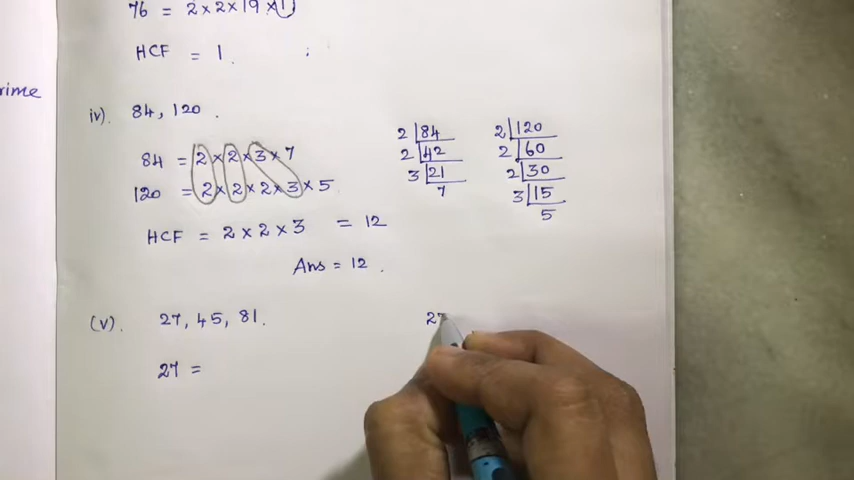 76 = 2×2×19×1
HCF = 1.
rime
iv). 84, 120.
84 = 2×2×3×7
120 = 2×2×2×3×5
HCF = 2×2×3 = 12
Ans = 12.
2 84
2 42
3 21
7
2 120
2 60
2 30
3 15
5
(v). 27, 45, 81.
27 =
27